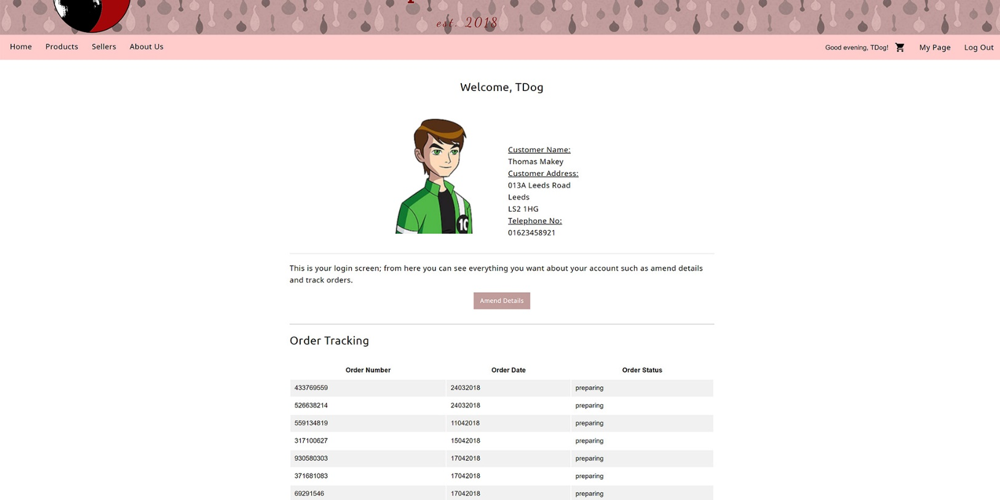 est. 2018
Home Products Sellers About Us Good evening, TDog! My Page Log Out
Welcome, TDog
10
Customer Name:
Thomas Makey
Customer Address:
013A Leeds Road
Leeds
LS2 1HG
Telephone No:
01623458921
This is your login screen; from here you can see everything you want about your account such as amend details
and track orders.
Amend Details
Order Tracking
Order Number Order Date Order Status
433769559 24032018 preparing
526638214 24032018 preparing
559134819 11042018 preparing
317100627 15042018 preparing
930580303 17042018 preparing
371681083 17042018 preparing
69291546 17042018 preparing